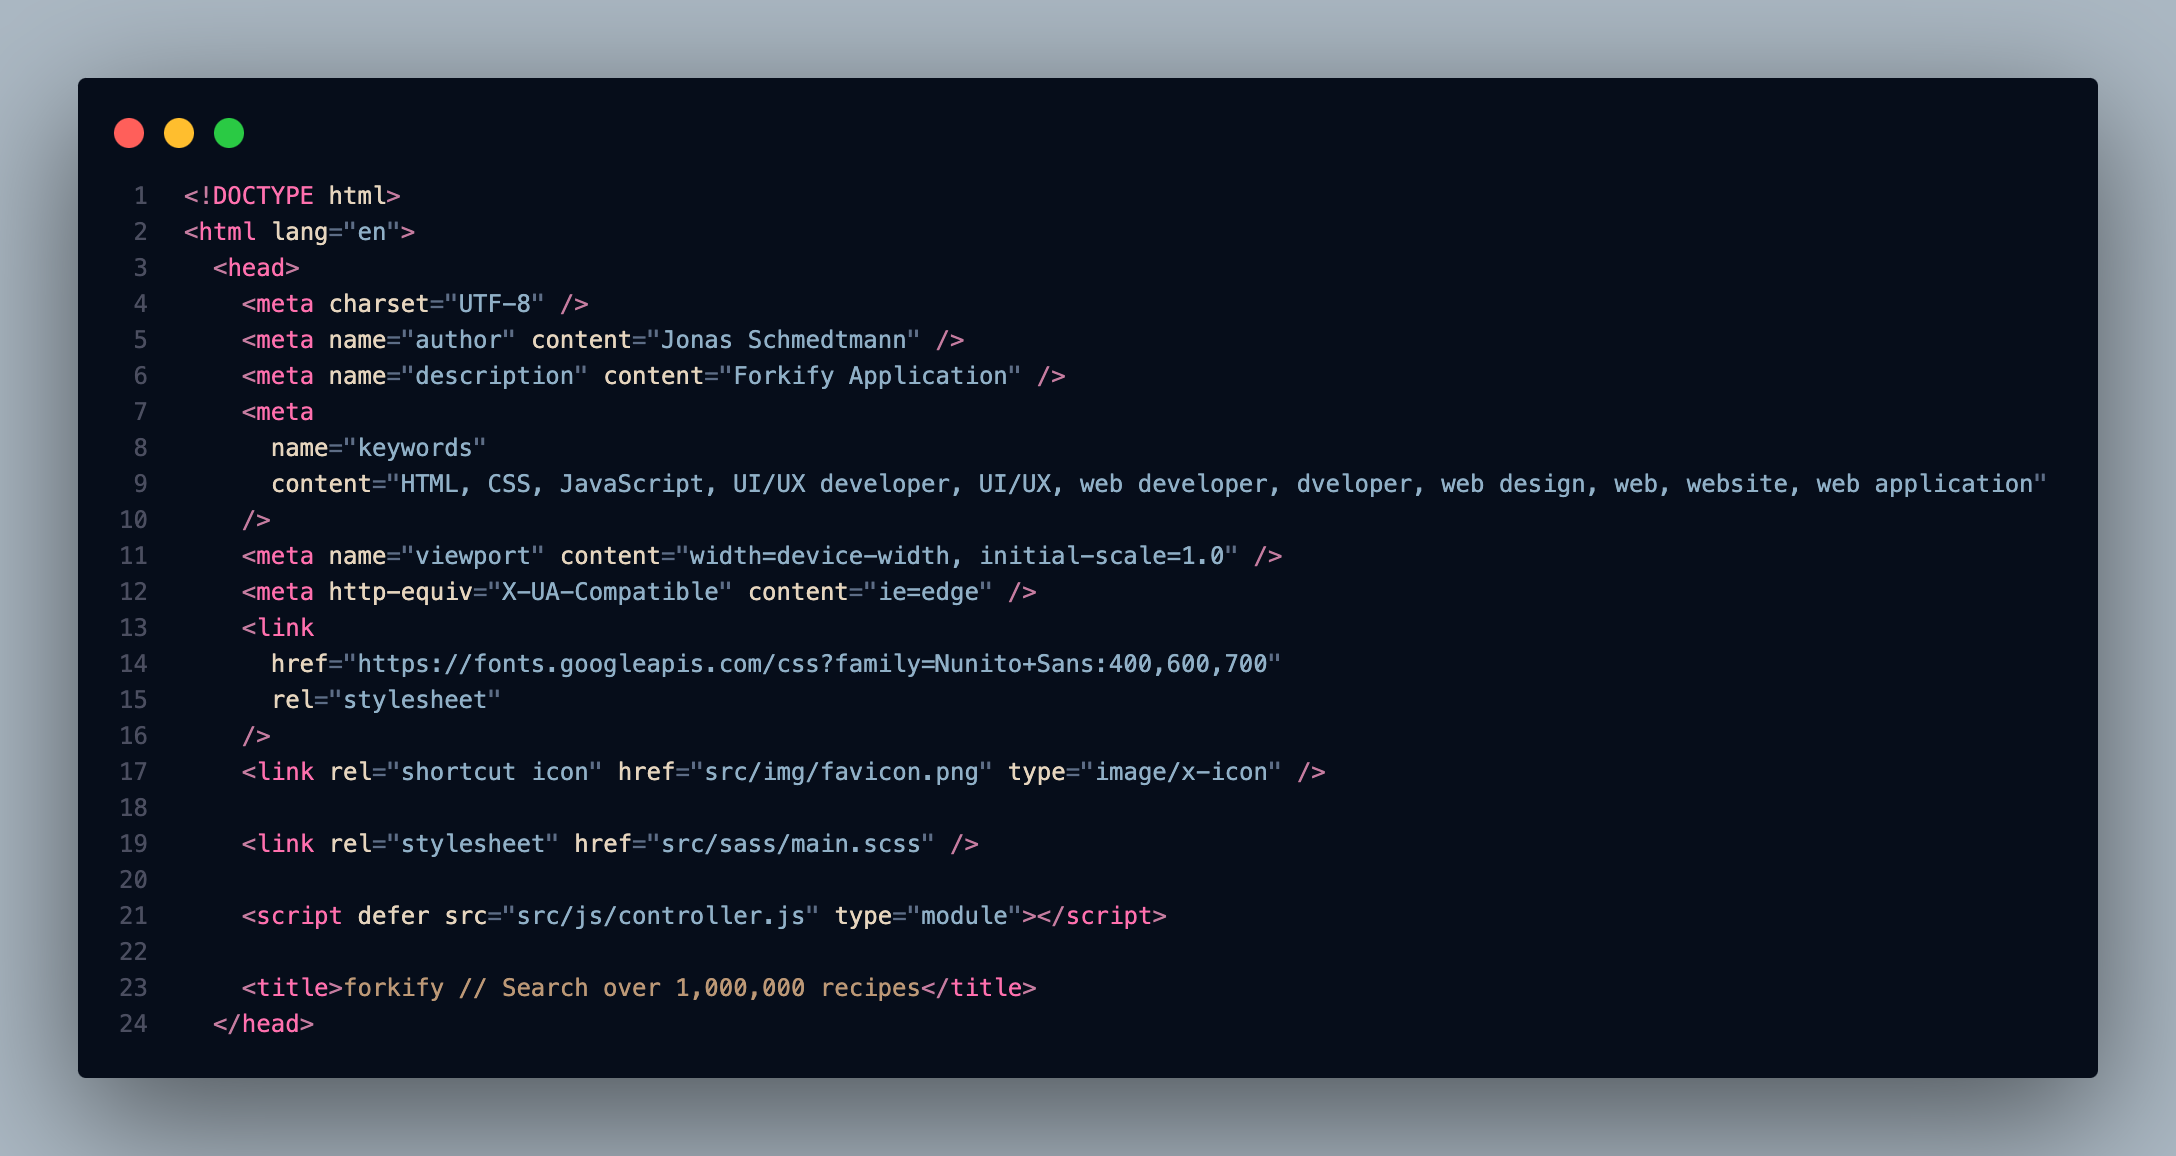 1 <!DOCTYPE html>
2 <html lang="en">
3   <head>
4     <meta charset="UTF-8" />
5     <meta name="author" content="Jonas Schmedtmann" />
6     <meta name="description" content="Forkify Application" />
7     <meta
8       name="keywords"
9       content="HTML, CSS, JavaScript, UI/UX developer, UI/UX, web developer, dveloper, web design, web, website, web application"
10     />
11     <meta name="viewport" content="width=device-width, initial-scale=1.0" />
12     <meta http-equiv="X-UA-Compatible" content="ie=edge" />
13     <link
14       href="https://fonts.googleapis.com/css?family=Nunito+Sans:400,600,700"
15       rel="stylesheet"
16     />
17     <link rel="shortcut icon" href="src/img/favicon.png" type="image/x-icon" />
18
19     <link rel="stylesheet" href="src/sass/main.scss" />
20
21     <script defer src="src/js/controller.js" type="module"></script>
22
23     <title>forkify // Search over 1,000,000 recipes</title>
24   </head>